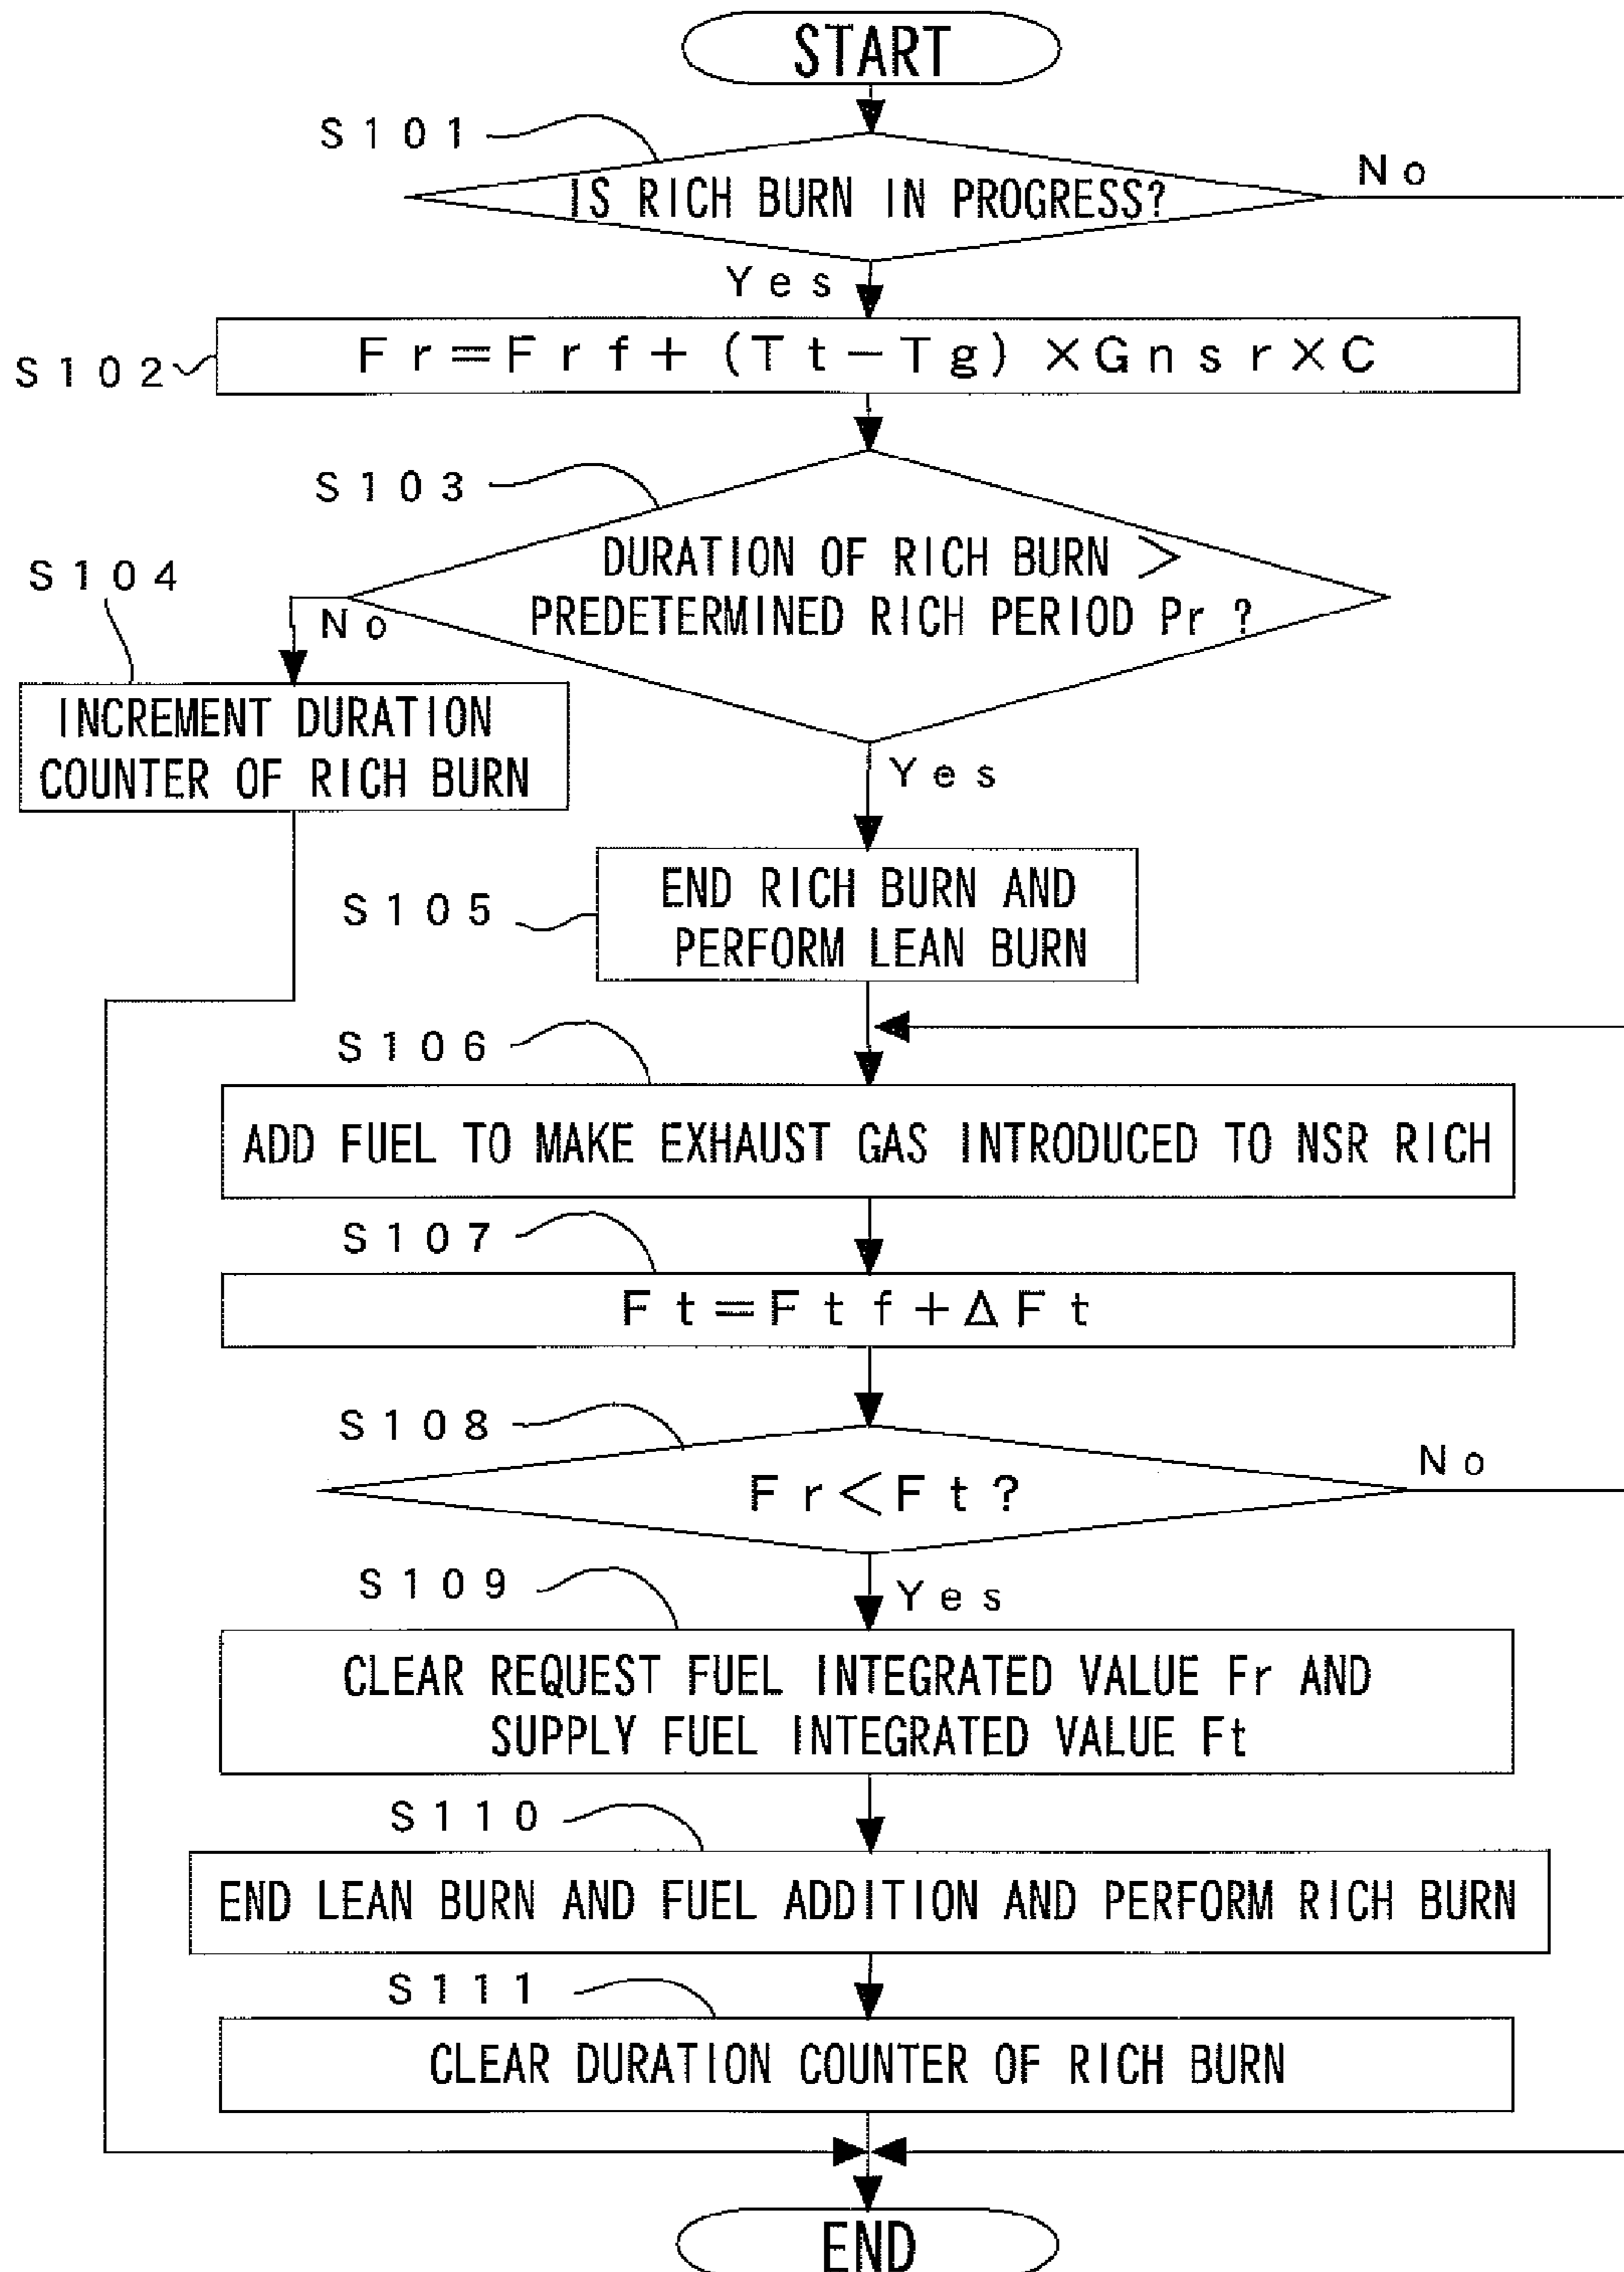 START
S101
IS RICH BURN IN PROGRESS?
No
Yes
S102
Fr=Frf+(Tt-Tg)×Gnsr×C
S103
DURATION OF RICH BURN >
PREDETERMINED RICH PERIOD Pr ?
S104
No
INCREMENT DURATION
COUNTER OF RICH BURN
Yes
S105
END RICH BURN AND
PERFORM LEAN BURN
S106
ADD FUEL TO MAKE EXHAUST GAS INTRODUCED TO NSR RICH
S107
Ft=Ftf+ΔFt
S108
Fr<Ft?
No
S109
Yes
CLEAR REQUEST FUEL INTEGRATED VALUE Fr AND
SUPPLY FUEL INTEGRATED VALUE Ft
S110
END LEAN BURN AND FUEL ADDITION AND PERFORM RICH BURN
S111
CLEAR DURATION COUNTER OF RICH BURN
END